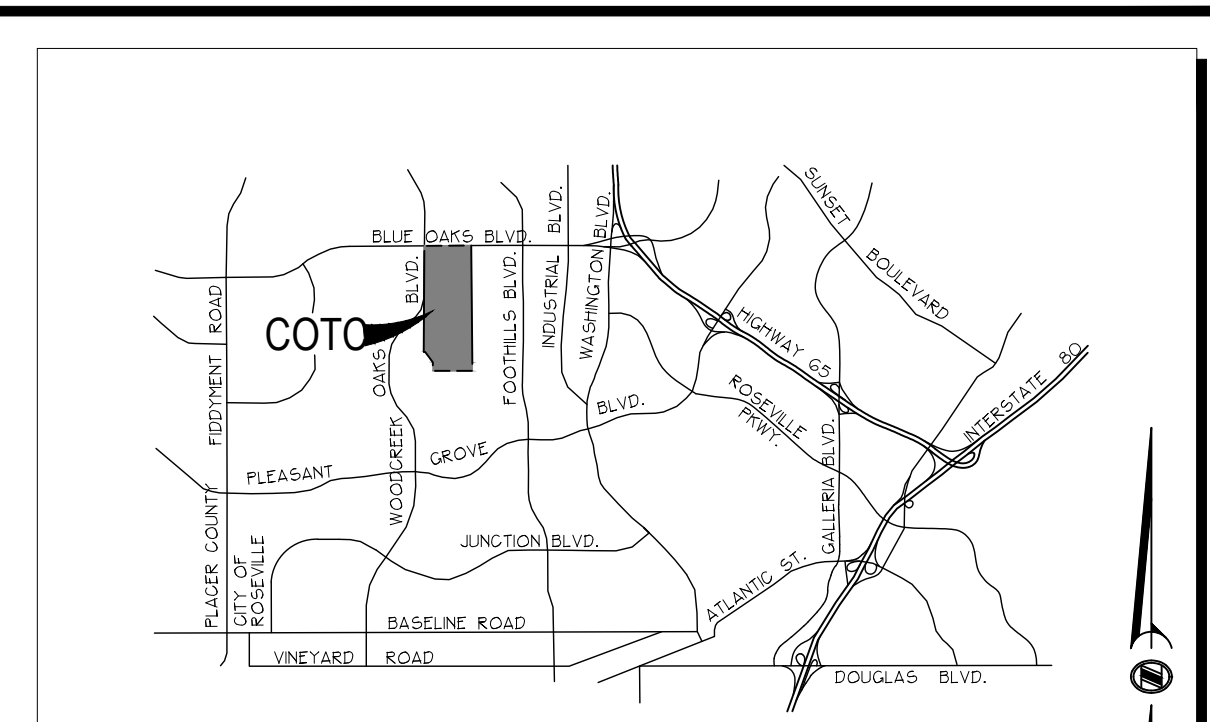 SUNSET
BOULEVARD
BLUE OAKS BLVD.
INDUSTRIAL BLVD.
WASHINGTON BLVD.
FOOTHILLS BLVD.
WOODCREEK OAKS BLVD.
COTO
FIDDYMENT ROAD
HIGHWAY 65
INTERSTATE 80
ROSEVILLE
PKWY.
PLEASANT GROVE BLVD.
GALLERIA BLVD.
PLACER COUNTY
CITY OF
ROSEVILLE
JUNCTION BLVD.
ATLANTIC ST.
BASELINE ROAD
VINEYARD ROAD
DOUGLAS BLVD.
N